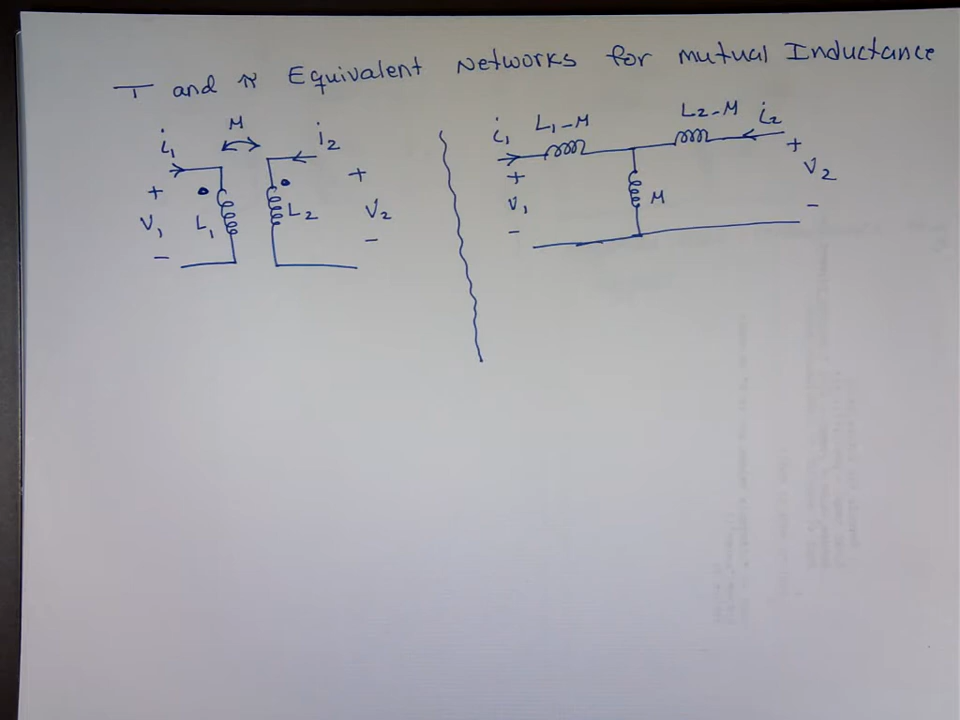 T and π Equivalent Networks for Mutual Inductance
M
i₁
i₂
+
V₁
-
L₁
L₂
+
V₂
-
i₁
L₁-M
L₂-M
i₂
+
V₁
-
M
+
V₂
-